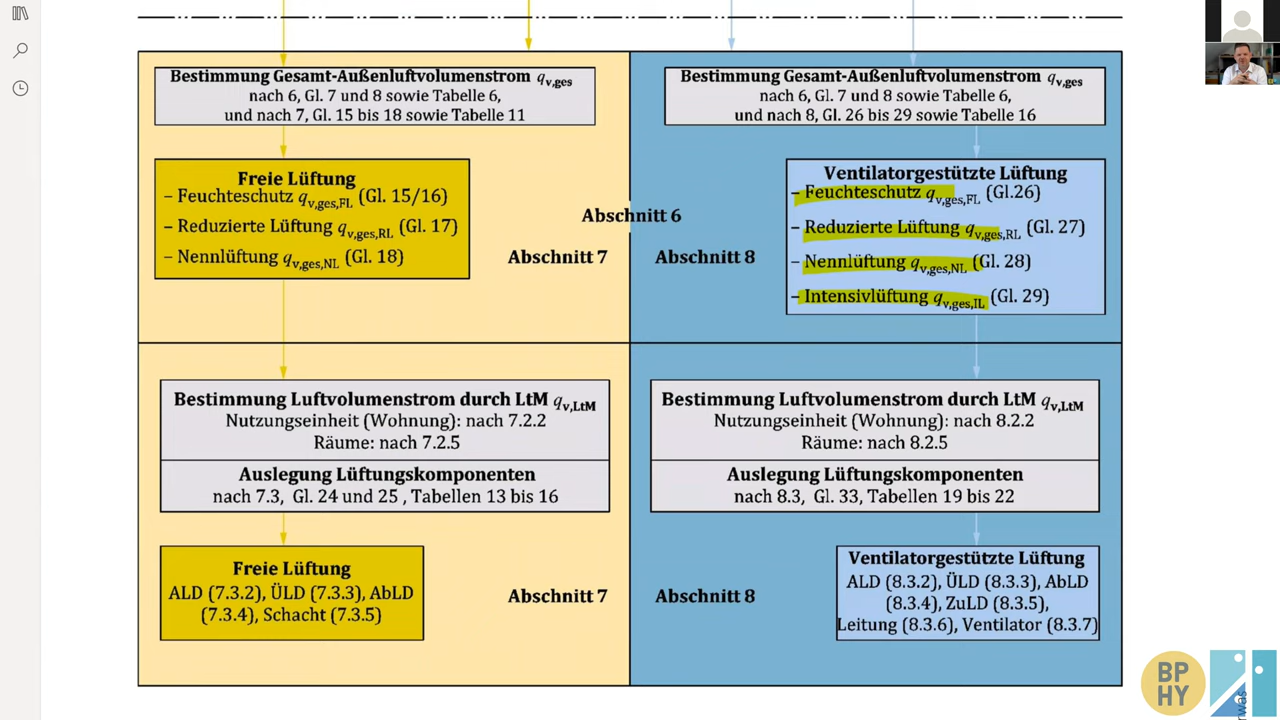 Bestimmung Gesamt-Außenluftvolumenstrom qv,ges
nach 6, Gl. 7 und 8 sowie Tabelle 6,
und nach 7, Gl. 15 bis 18 sowie Tabelle 11
Bestimmung Gesamt-Außenluftvolumenstrom qv,ges
nach 6, Gl. 7 und 8 sowie Tabelle 6,
und nach 8, Gl. 26 bis 29 sowie Tabelle 16
Freie Lüftung
– Feuchteschutz qv,ges,FL (Gl. 15/16)
– Reduzierte Lüftung qv,ges,RL (Gl. 17)
– Nennlüftung qv,ges,NL (Gl. 18)
Abschnitt 6
Abschnitt 7
Abschnitt 8
Ventilatorgestützte Lüftung
– Feuchteschutz qv,ges,FL (Gl.26)
– Reduzierte Lüftung qv,ges,RL (Gl. 27)
– Nennlüftung qv,ges,NL (Gl. 28)
– Intensivlüftung qv,ges,IL (Gl. 29)
Bestimmung Luftvolumenstrom durch LtM qv,LtM
Nutzungseinheit (Wohnung): nach 7.2.2
Räume: nach 7.2.5
Auslegung Lüftungskomponenten
nach 7.3, Gl. 24 und 25 , Tabellen 13 bis 16
Bestimmung Luftvolumenstrom durch LtM qv,LtM
Nutzungseinheit (Wohnung): nach 8.2.2
Räume: nach 8.2.5
Auslegung Lüftungskomponenten
nach 8.3, Gl. 33, Tabellen 19 bis 22
Freie Lüftung
ALD (7.3.2), ÜLD (7.3.3), AbLD
(7.3.4), Schacht (7.3.5)
Abschnitt 7
Abschnitt 8
Ventilatorgestützte Lüftung
ALD (8.3.2), ÜLD (8.3.3), AbLD
(8.3.4), ZuLD (8.3.5),
Leitung (8.3.6), Ventilator (8.3.7)
BP
HY